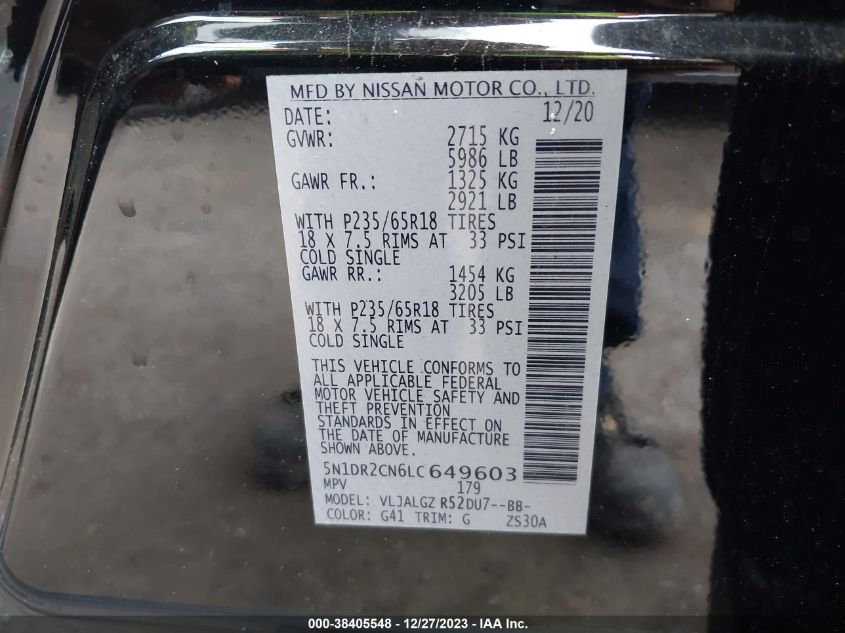 MFD BY NISSAN MOTOR CO., LTD.
DATE: 12/20
GVWR: 2715 KG
5986 LB
GAWR FR.: 1325 KG
2921 LB
WITH P235/65R18 TIRES
18 X 7.5 RIMS AT 33 PSI
COLD SINGLE
GAWR RR.: 1454 KG
3205 LB
WITH P235/65R18 TIRES
18 X 7.5 RIMS AT 33 PSI
COLD SINGLE
THIS VEHICLE CONFORMS TO
ALL APPLICABLE FEDERAL
MOTOR VEHICLE SAFETY AND
THEFT PREVENTION
STANDARDS IN EFFECT ON
THE DATE OF MANUFACTURE
SHOWN ABOVE.
5N1DR2CN6LC649603
MPV 179
MODEL: VLJALGZ R52DU7--BB-
COLOR: G41 TRIM: G ZS30A
000-38405548 - 12/27/2023 - IAA Inc.